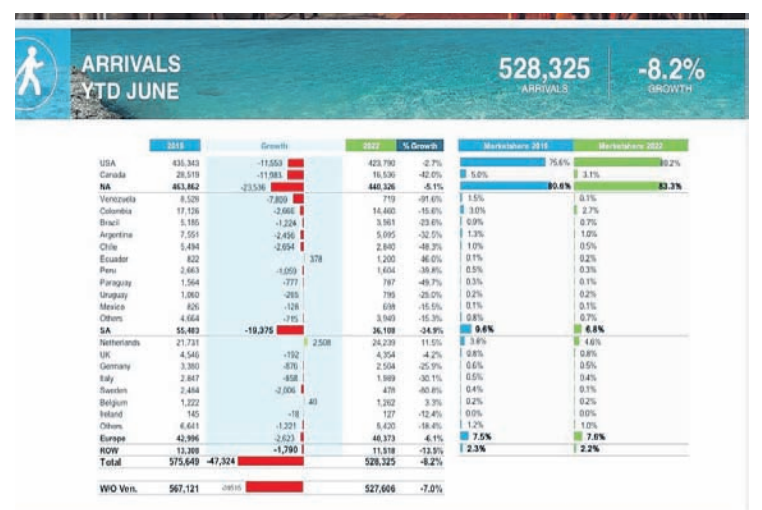 ARRIVALS
YTD JUNE
528,325
ARRIVALS
-8.2%
GROWTH
2019 Growth 2022 % Growth Marketshare 2019 Marketshare 2022
USA 435,343 -11,553 423,790 -2.7% 75.6% 80.2%
Canada 28,519 -11,983 16,536 -42.0% 5.0% 3.1%
NA 463,862 -23,536 440,326 -5.1% 80.6% 83.3%
Venezuela 8,528 -7,809 719 -91.6% 1.5% 0.1%
Colombia 17,126 -2,666 14,460 -15.6% 3.0% 2.7%
Brazil 5,185 -1,224 3,961 -23.6% 0.9% 0.7%
Argentina 7,551 -2,456 5,095 -32.5% 1.3% 1.0%
Chile 5,494 -2,654 2,840 -48.3% 1.0% 0.5%
Ecuador 822 378 1,200 46.0% 0.1% 0.2%
Peru 2,663 -1,059 1,604 -39.8% 0.5% 0.3%
Paraguay 1,564 -777 787 -49.7% 0.3% 0.1%
Uruguay 1,060 -265 795 -25.0% 0.2% 0.2%
Mexico 826 -128 698 -15.5% 0.1% 0.1%
Others 4,664 -715 3,949 -15.3% 0.8% 0.7%
SA 55,483 -19,375 36,108 -34.9% 9.6% 6.8%
Netherlands 21,731 2,508 24,239 11.5% 3.8% 4.6%
UK 4,546 -192 4,354 -4.2% 0.8% 0.8%
Germany 3,380 -876 2,504 -25.9% 0.6% 0.5%
Italy 2,847 -858 1,989 -30.1% 0.5% 0.4%
Sweden 2,484 -2,006 478 -80.8% 0.4% 0.1%
Belgium 1,222 40 1,262 3.3% 0.2% 0.2%
Ireland 145 -18 127 -12.4% 0.0% 0.0%
Others 6,641 -1,221 5,420 -18.4% 1.2% 1.0%
Europe 42,996 -2,623 40,373 -6.1% 7.5% 7.6%
ROW 13,308 -1,790 11,518 -13.5% 2.3% 2.2%
Total 575,649 -47,324 528,325 -8.2%
W/O Ven. 567,121 -39515 527,606 -7.0%